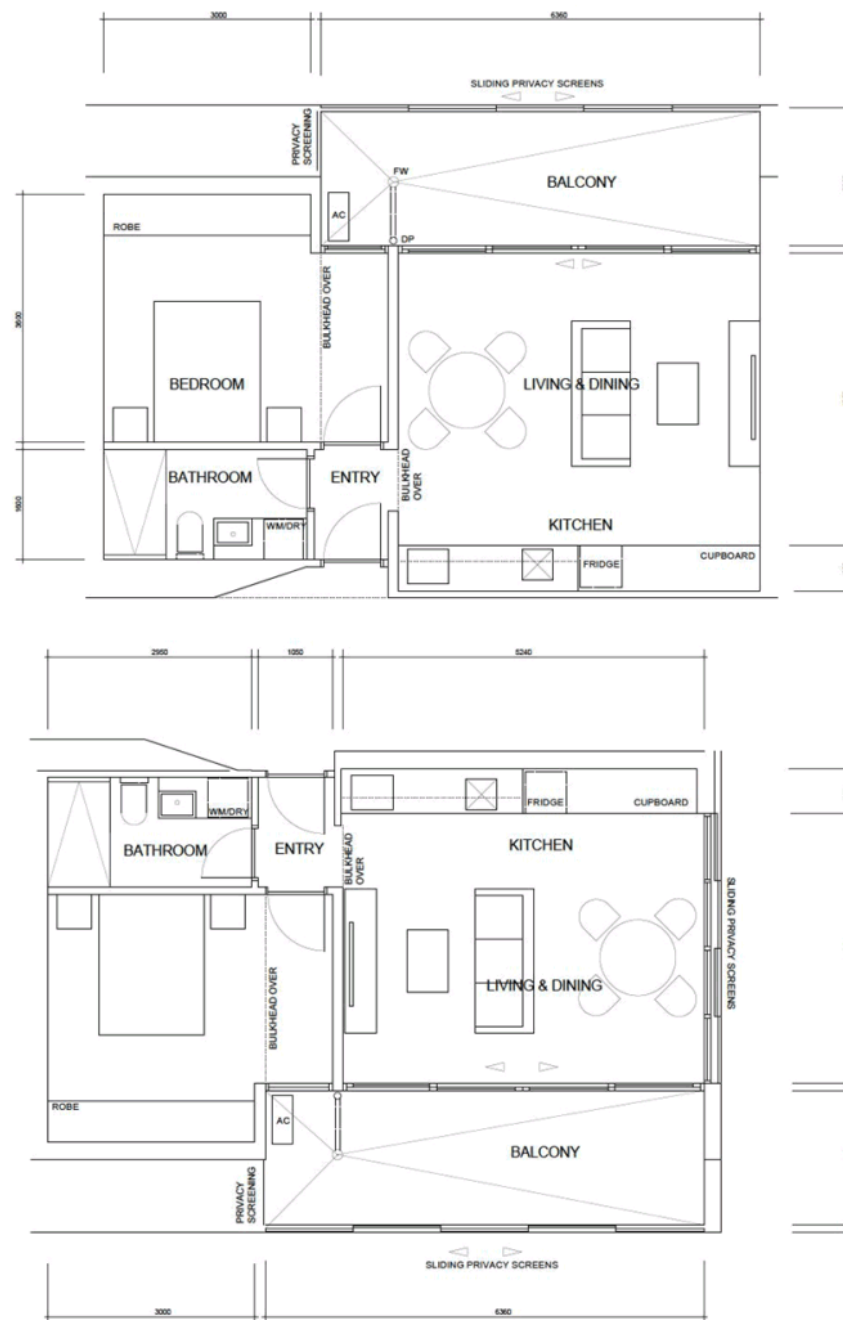 3000
6360
SLIDING PRIVACY SCREENS
PRIVACY
SCREENING
FW
BALCONY
AC
DP
ROBE
BULKHEAD OVER
3600
BEDROOM
LIVING & DINING
BATHROOM
ENTRY
BULKHEAD
OVER
1600
WM/DRY
KITCHEN
FRIDGE
CUPBOARD
2950
1050
5240
WM/DRY
FRIDGE
CUPBOARD
BATHROOM
ENTRY
BULKHEAD
OVER
KITCHEN
SLIDING PRIVACY SCREENS
BULKHEAD OVER
LIVING & DINING
ROBE
AC
BALCONY
PRIVACY
SCREENING
SLIDING PRIVACY SCREENS
3000
6360